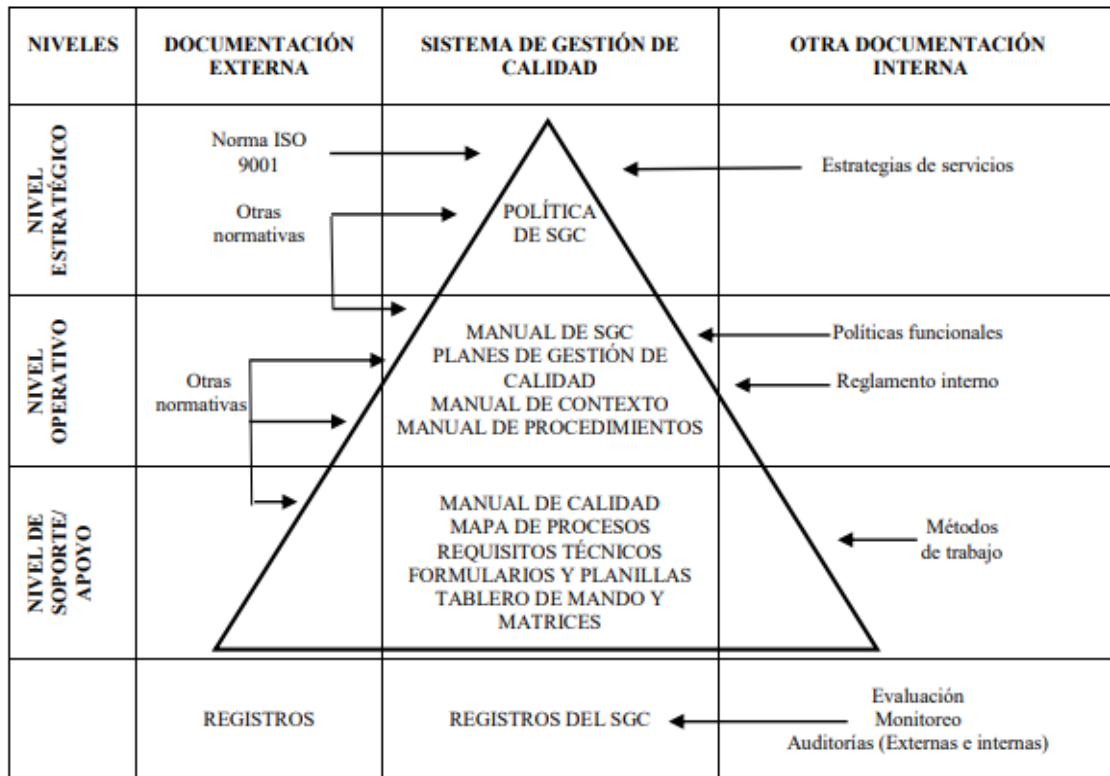 NIVELES
DOCUMENTACIÓN
EXTERNA
SISTEMA DE GESTIÓN DE
CALIDAD
OTRA DOCUMENTACIÓN
INTERNA
NIVEL
ESTRATÉGICO
Norma ISO
9001
Otras
normativas
POLÍTICA
DE SGC
Estrategias de servicios
NIVEL
OPERATIVO
Otras
normativas
MANUAL DE SGC
PLANES DE GESTIÓN DE
CALIDAD
MANUAL DE CONTEXTO
MANUAL DE PROCEDIMIENTOS
Políticas funcionales
Reglamento interno
NIVEL DE
SOPORTE/
APOYO
MANUAL DE CALIDAD
MAPA DE PROCESOS
REQUISITOS TÉCNICOS
FORMULARIOS Y PLANILLAS
TABLERO DE MANDO Y
MATRICES
Métodos
de trabajo
REGISTROS
REGISTROS DEL SGC
Evaluación
Monitoreo
Auditorías (Externas e internas)